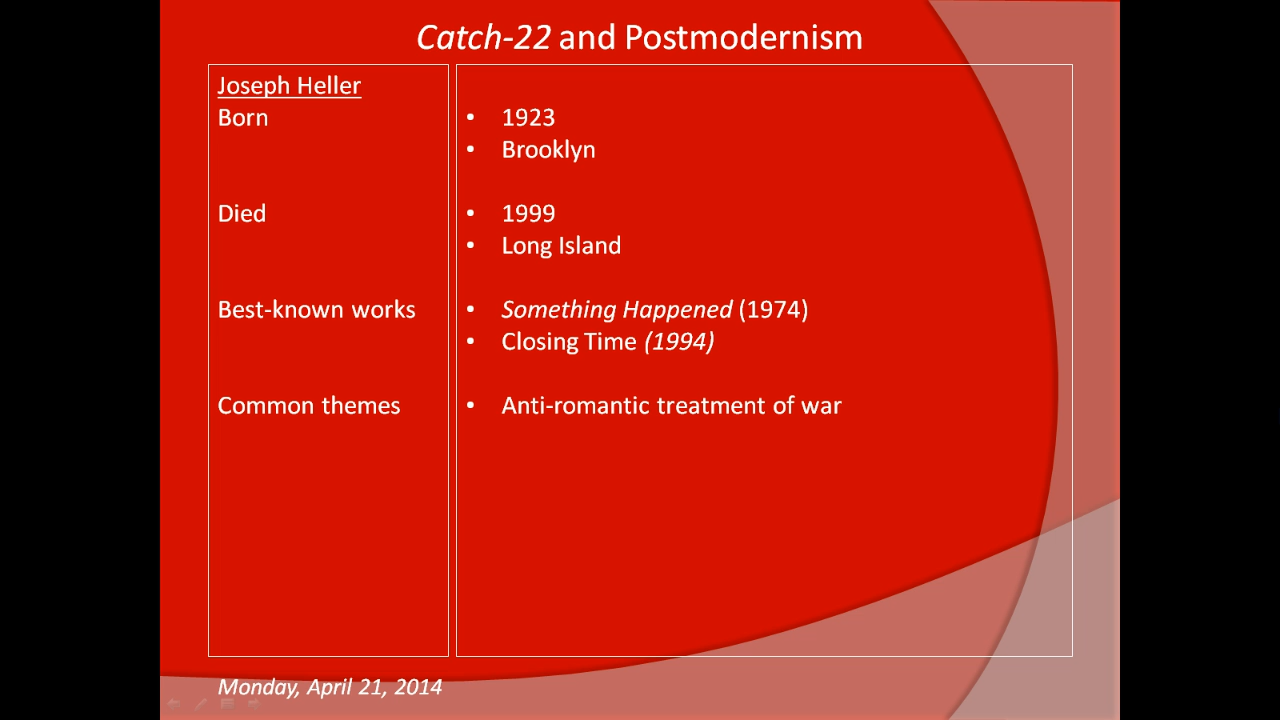 Catch-22 and Postmodernism
Joseph Heller
Born
• 1923
• Brooklyn
Died
• 1999
• Long Island
Best-known works
• Something Happened (1974)
• Closing Time (1994)
Common themes
• Anti-romantic treatment of war
Monday, April 21, 2014